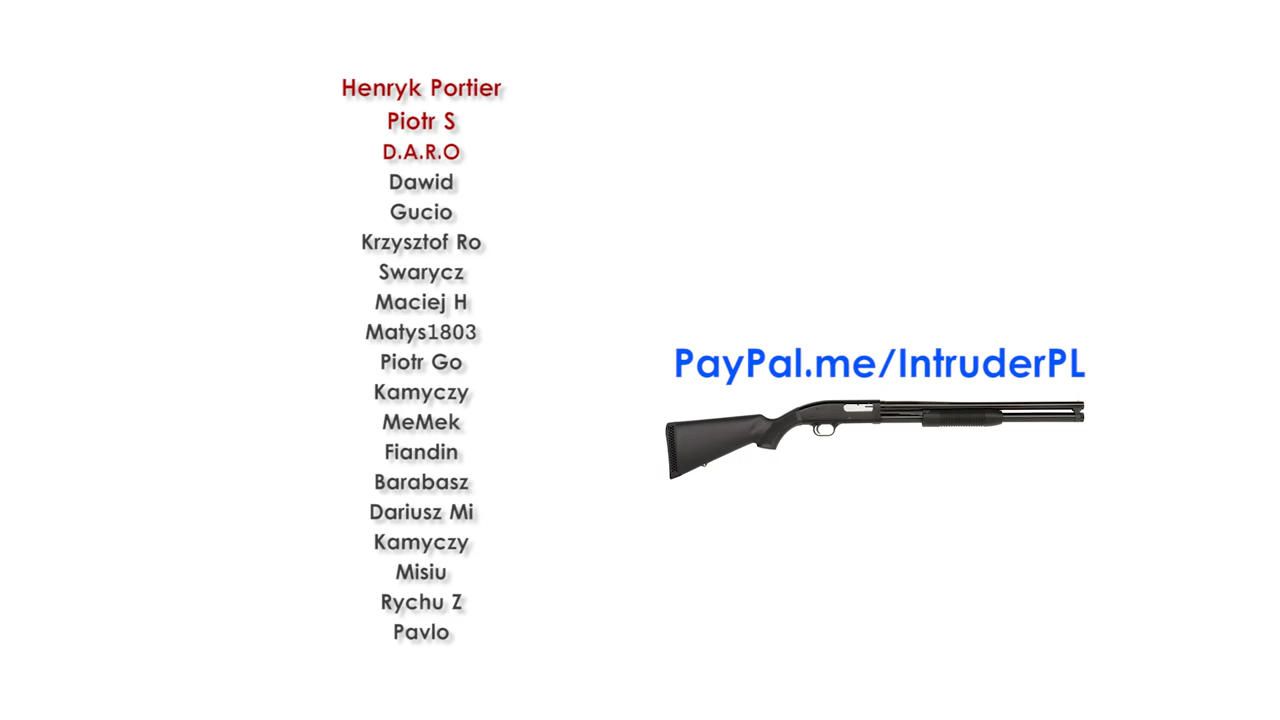 Henryk Portier
Piotr S
D.A.R.O
Dawid
Gucio
Krzysztof Ro
Swarycz
Maciej H
Matys1803
Piotr Go
Kamyczy
MeMek
Fiandin
Barabasz
Dariusz Mi
Kamyczy
Misiu
Rychu Z
Pavlo
PayPal.me/IntruderPL